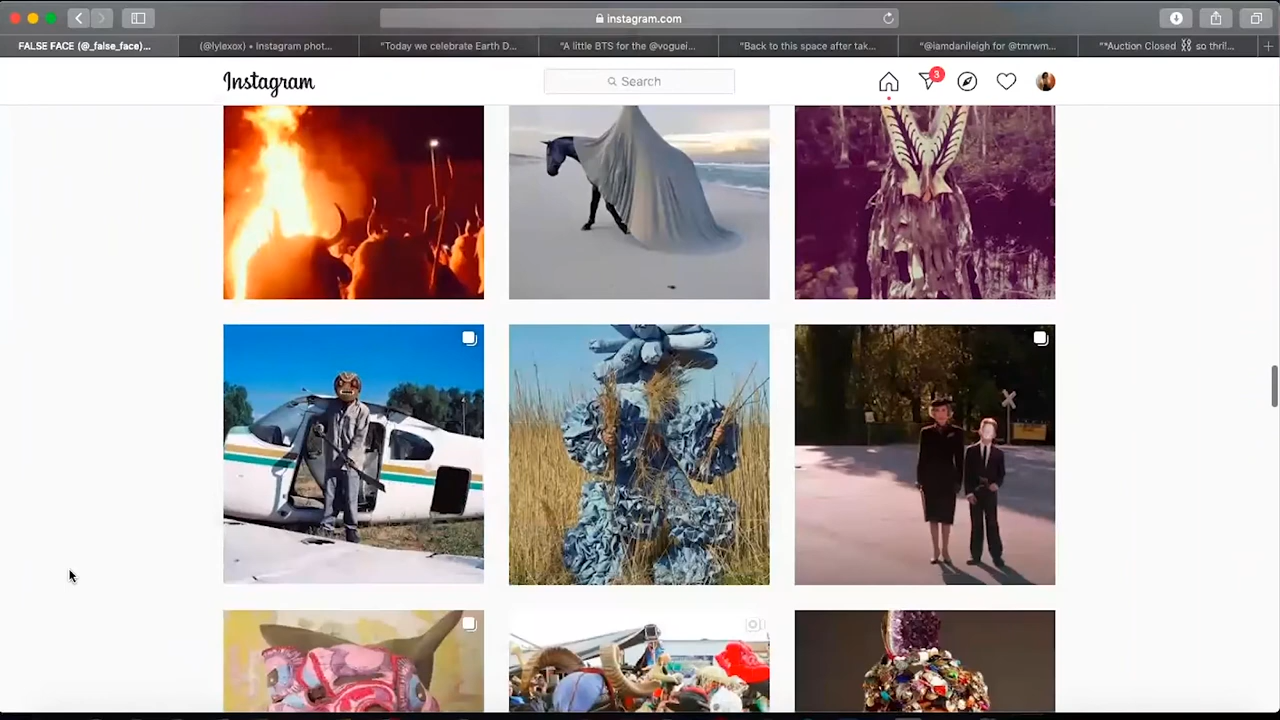 instagram.com
FALSE FACE (@_false_face)...
(@lylexox) • Instagram phot...
"Today we celebrate Earth D...
"A little BTS for the @voguei...
"Back to this space after tak...
"@iamdanileigh for @tmrwm...
"*Auction Closed ⛓ so thril...
Instagram
Search
3